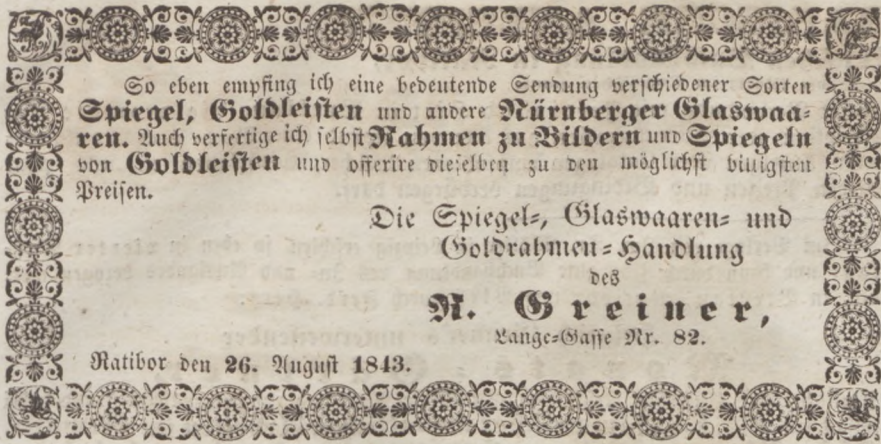 So eben empfing ich eine bedeutende Sendung verschiedener Sorten
Spiegel, Goldleisten und andere Nürnberger Glaswaa-
ren. Auch verfertige ich selbst Rahmen zu Bildern und Spiegeln
von Goldleisten und offerire dieselben zu den möglichst billigsten
Preisen.
Die Spiegel-, Glaswaaren- und
Goldrahmen-Handlung
des
R. Greiner,
Lange-Gasse Nr. 82.
Ratibor den 26. August 1843.